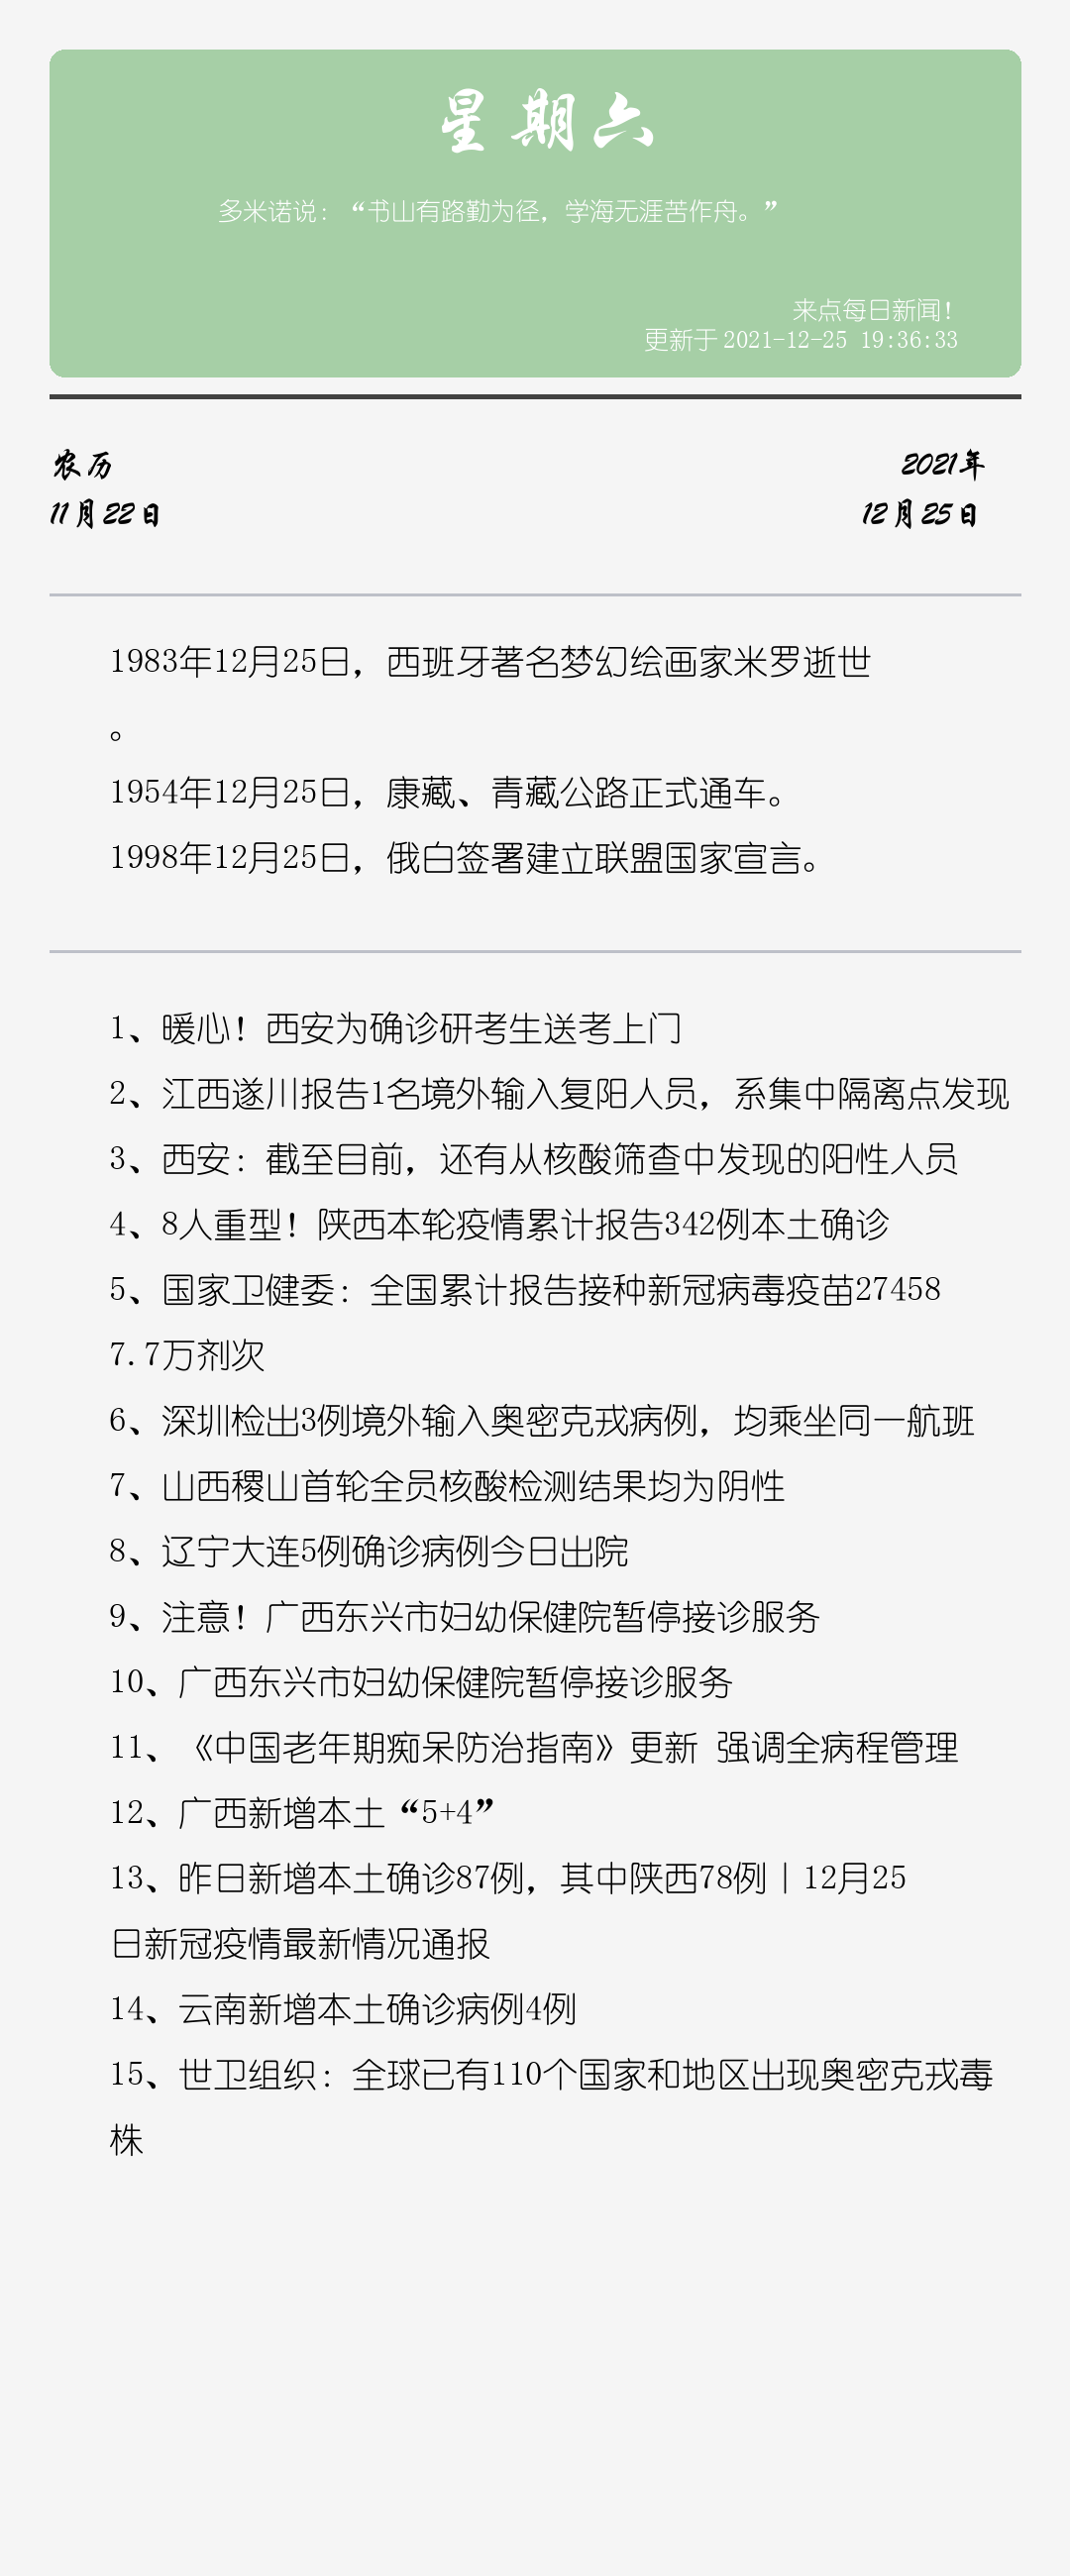 星期六
多米诺说：“书山有路勤为径，学海无涯苦作舟。”
来点每日新闻！
更新于 2021-12-25 19:36:33
农历
2021年
11月22日
12月25日
1983年12月25日，西班牙著名梦幻绘画家米罗逝世
。
1954年12月25日，康藏、青藏公路正式通车。
1998年12月25日，俄白签署建立联盟国家宣言。
1、暖心！西安为确诊研考生送考上门
2、江西遂川报告1名境外输入复阳人员，系集中隔离点发现
3、西安：截至目前，还有从核酸筛查中发现的阳性人员
4、8人重型！陕西本轮疫情累计报告342例本土确诊
5、国家卫健委：全国累计报告接种新冠病毒疫苗27458
7.7万剂次
6、深圳检出3例境外输入奥密克戎病例，均乘坐同一航班
7、山西稷山首轮全员核酸检测结果均为阴性
8、辽宁大连5例确诊病例今日出院
9、注意！广西东兴市妇幼保健院暂停接诊服务
10、广西东兴市妇幼保健院暂停接诊服务
11、《中国老年期痴呆防治指南》更新 强调全病程管理
12、广西新增本土“5+4”
13、昨日新增本土确诊87例，其中陕西78例｜12月25
日新冠疫情最新情况通报
14、云南新增本土确诊病例4例
15、世卫组织：全球已有110个国家和地区出现奥密克戎毒
株